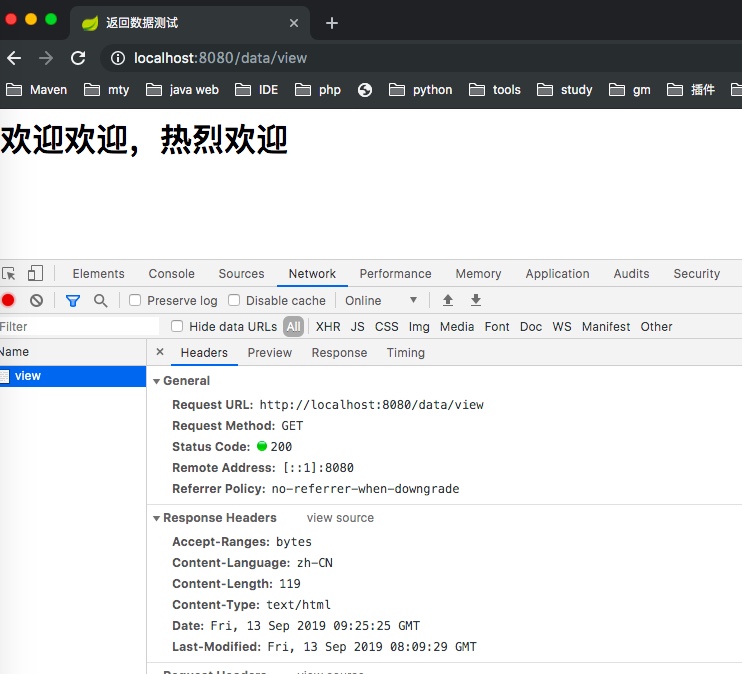 返回数据测试
localhost:8080/data/view
Maven mty java web IDE php python tools study gm 插件
欢迎欢迎，热烈欢迎
Elements Console Sources Network Performance Memory Application Audits Security
Preserve log Disable cache Online
Filter Hide data URLs All XHR JS CSS Img Media Font Doc WS Manifest Other
Name Headers Preview Response Timing
view
General
Request URL: http://localhost:8080/data/view
Request Method: GET
Status Code: 200
Remote Address: [::1]:8080
Referrer Policy: no-referrer-when-downgrade
Response Headers view source
Accept-Ranges: bytes
Content-Language: zh-CN
Content-Length: 119
Content-Type: text/html
Date: Fri, 13 Sep 2019 09:25:25 GMT
Last-Modified: Fri, 13 Sep 2019 08:09:29 GMT
Request Headers view source